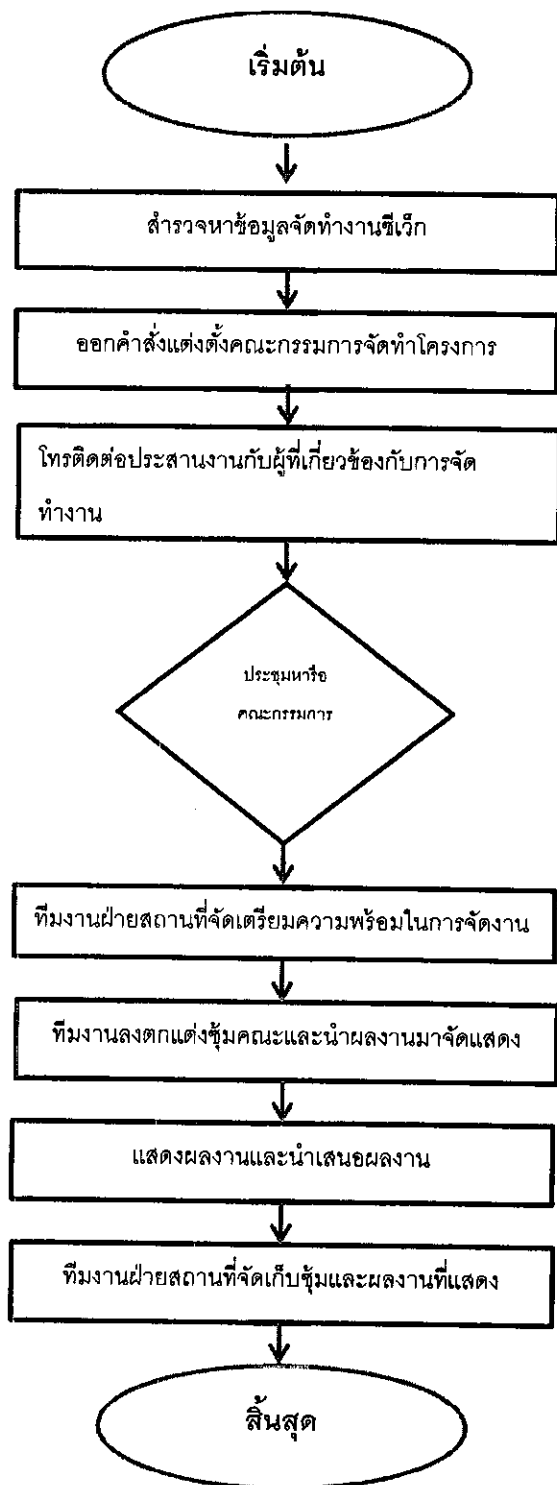 เริ่มต้น
สำรวจหาข้อมูลจัดทำงานซีเว็ก
ออกคำสั่งแต่งตั้งคณะกรรมการจัดทำโครงการ
โทรติดต่อประสานงานกับผู้ที่เกี่ยวข้องกับการจัด
ทำงาน
ประชุมหารือ
คณะกรรมการ
ทีมงานฝ่ายสถานที่จัดเตรียมความพร้อมในการจัดงาน
ทีมงานลงตกแต่งซุ้มคณะและนำผลงานมาจัดแสดง
แสดงผลงานและนำเสนอผลงาน
ทีมงานฝ่ายสถานที่จัดเก็บซุ้มและผลงานที่แสดง
สิ้นสุด